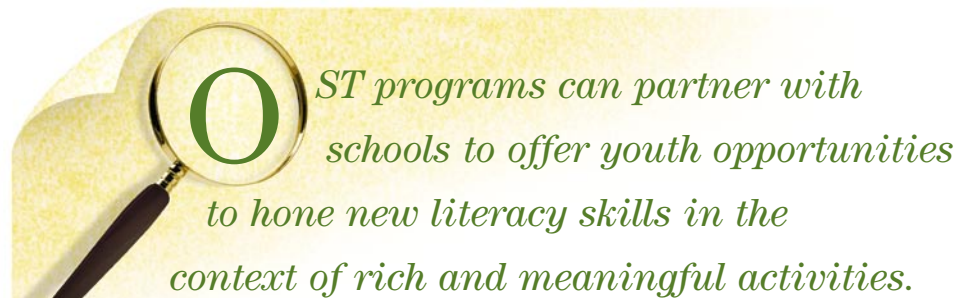 OST programs can partner with
schools to offer youth opportunities
to hone new literacy skills in the
context of rich and meaningful activities.